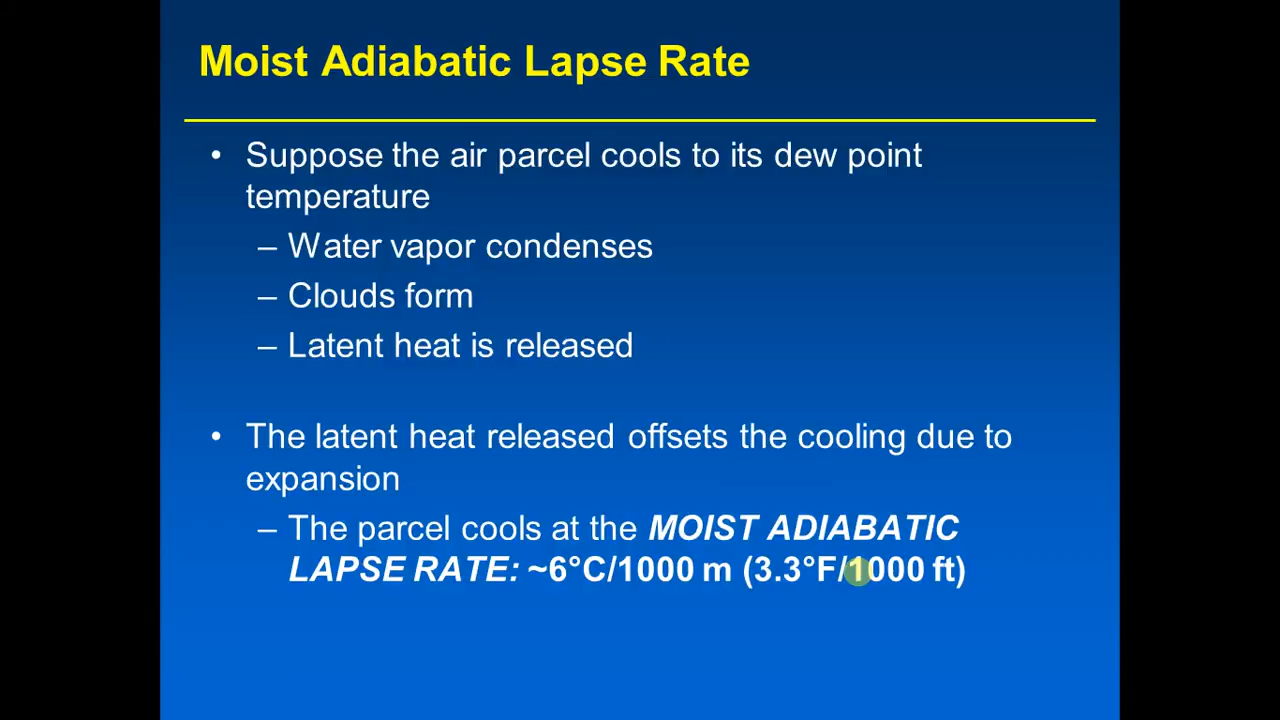 Moist Adiabatic Lapse Rate
• Suppose the air parcel cools to its dew point
temperature
– Water vapor condenses
– Clouds form
– Latent heat is released
• The latent heat released offsets the cooling due to
expansion
– The parcel cools at the MOIST ADIABATIC
LAPSE RATE: ~6°C/1000 m (3.3°F/1000 ft)